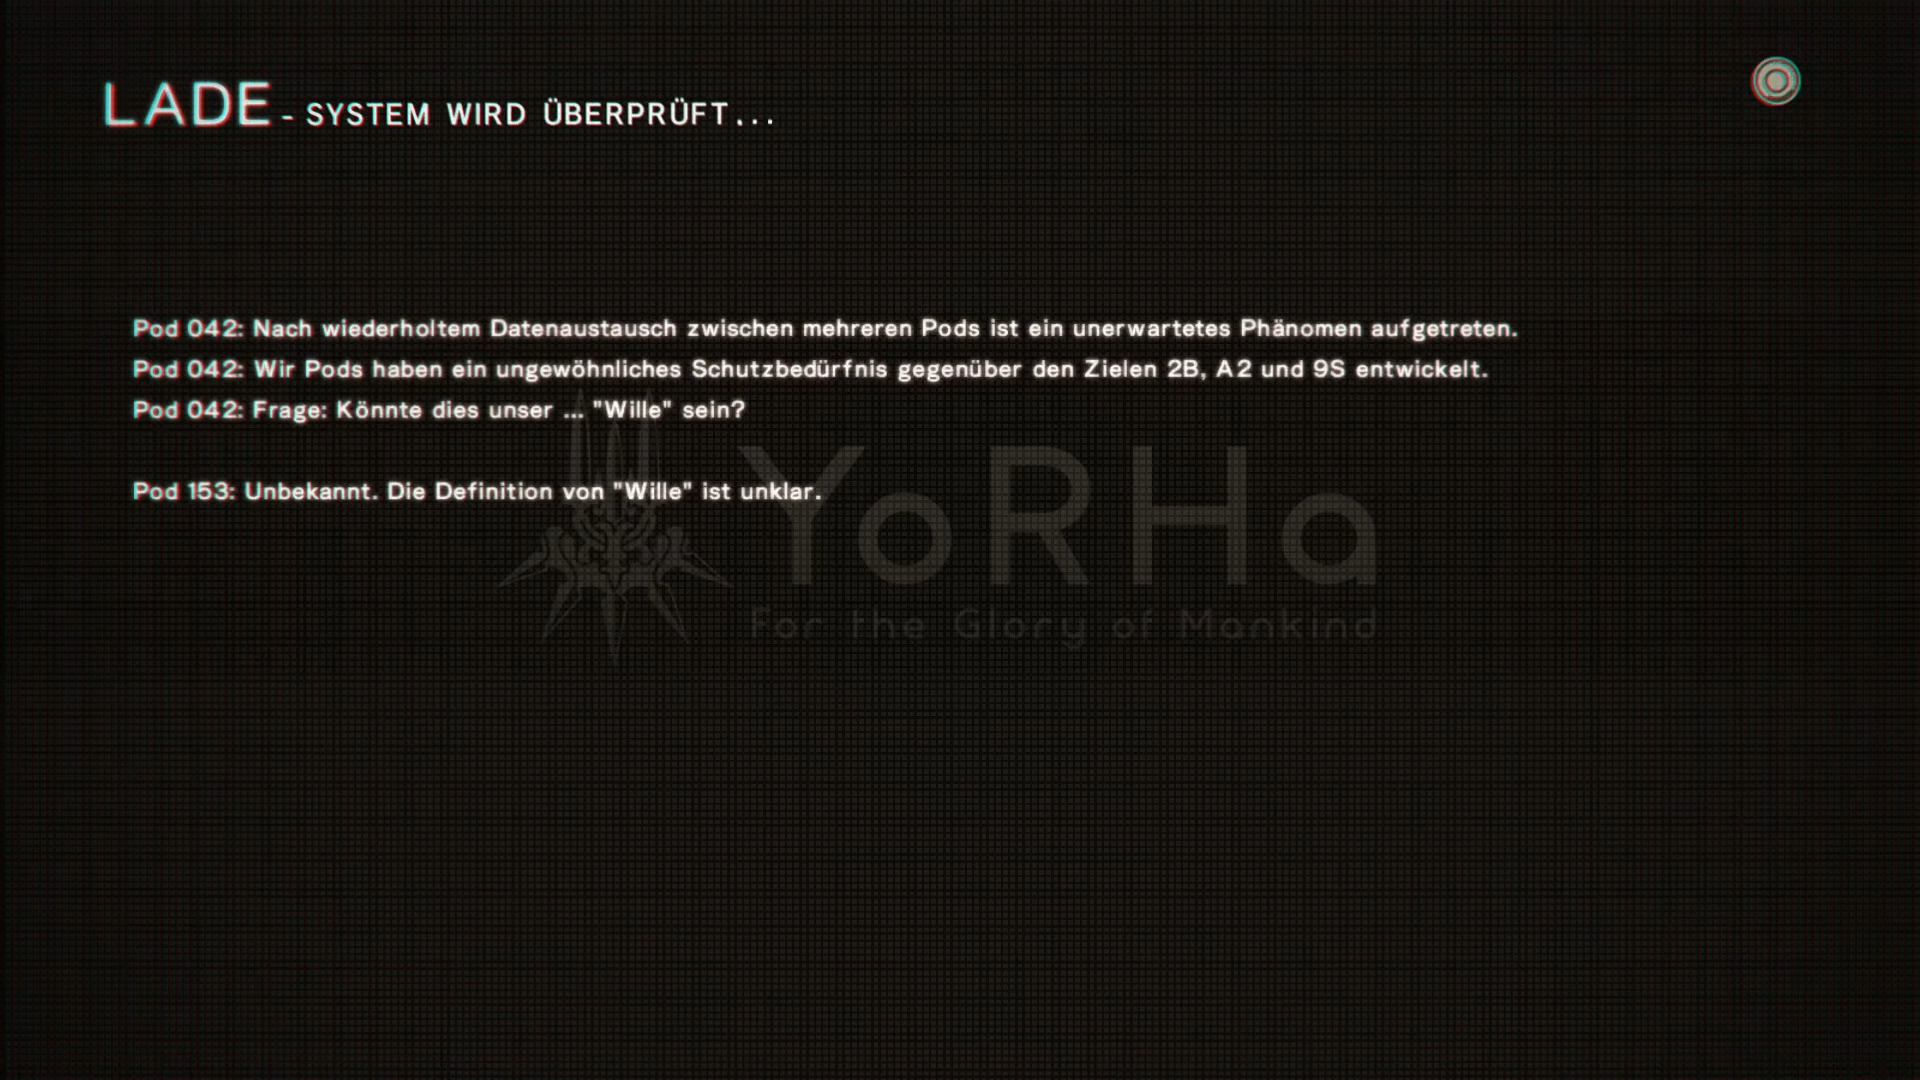 LADE - SYSTEM WIRD ÜBERPRÜFT...
Pod 042: Nach wiederholtem Datenaustausch zwischen mehreren Pods ist ein unerwartetes Phänomen aufgetreten.
Pod 042: Wir Pods haben ein ungewöhnliches Schutzbedürfnis gegenüber den Zielen 2B, A2 und 9S entwickelt.
Pod 042: Frage: Könnte dies unser ... "Wille" sein?
Pod 153: Unbekannt. Die Definition von "Wille" ist unklar.
YoRHa
For the Glory of Mankind